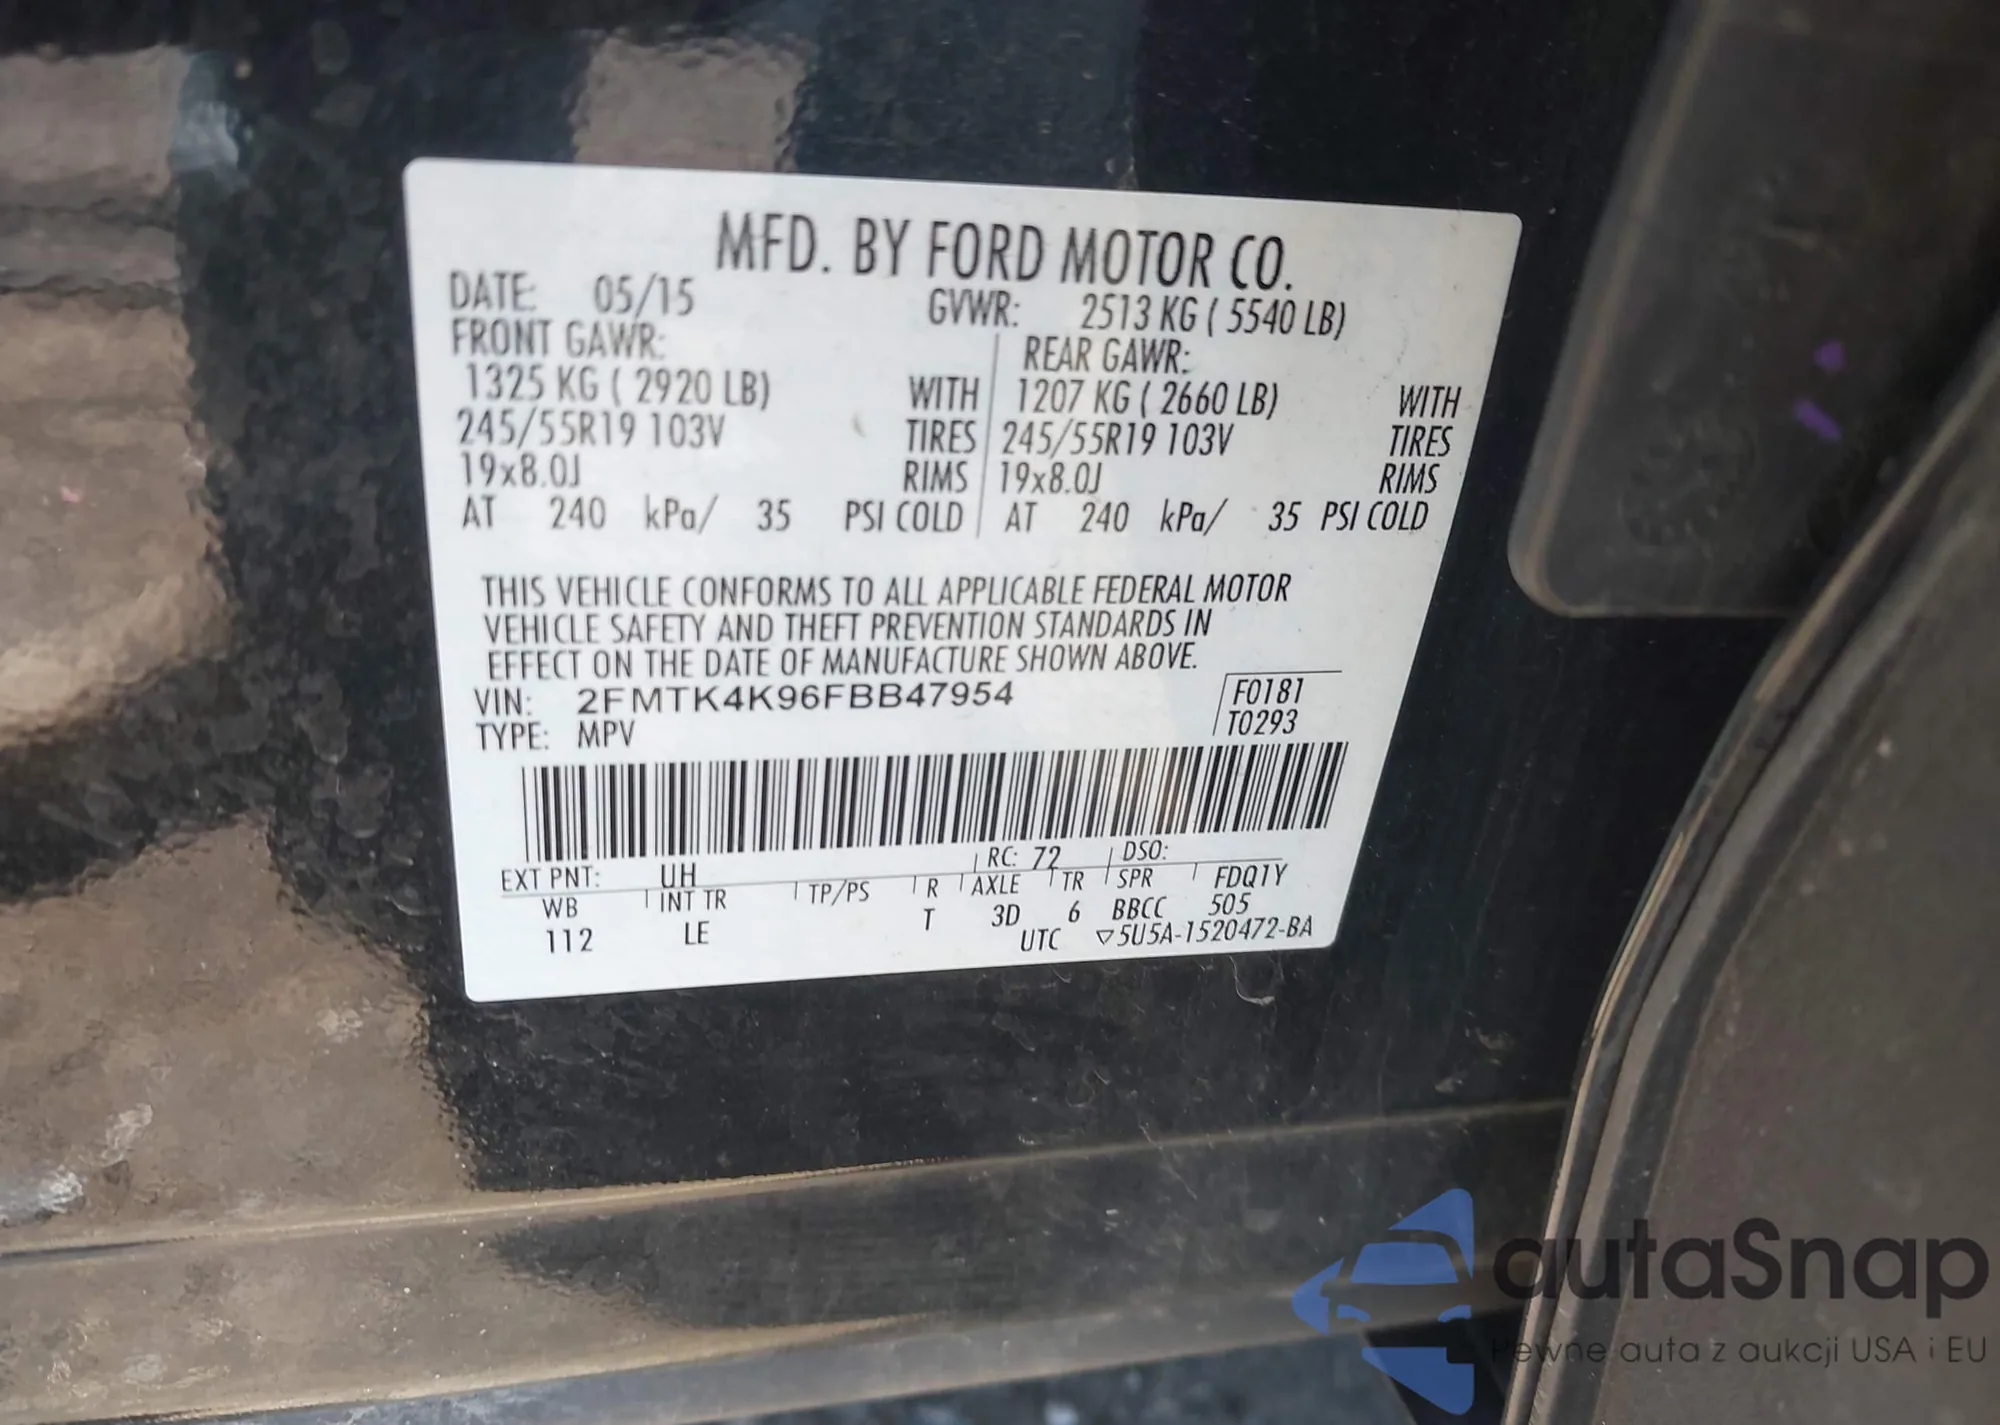 MFD. BY FORD MOTOR CO.
DATE: 05/15 GVWR: 2513 KG ( 5540 LB)
FRONT GAWR: REAR GAWR:
1325 KG ( 2920 LB) WITH 1207 KG ( 2660 LB) WITH
245/55R19 103V TIRES 245/55R19 103V TIRES
19x8.0J RIMS 19x8.0J RIMS
AT 240 kPa/ 35 PSI COLD AT 240 kPa/ 35 PSI COLD
THIS VEHICLE CONFORMS TO ALL APPLICABLE FEDERAL MOTOR
VEHICLE SAFETY AND THEFT PREVENTION STANDARDS IN
EFFECT ON THE DATE OF MANUFACTURE SHOWN ABOVE.
VIN: 2FMTK4K96FBB47954 F0181
TYPE: MPV T0293
EXT PNT: UH RC: 72 DSO:
WB INT TR TP/PS R AXLE TR SPR FDQ1Y
112 LE T 3D 6 BBCC 505
UTC ▽5U5A-1520472-BA
autaSnap
Pewne auta z aukcji USA i EU